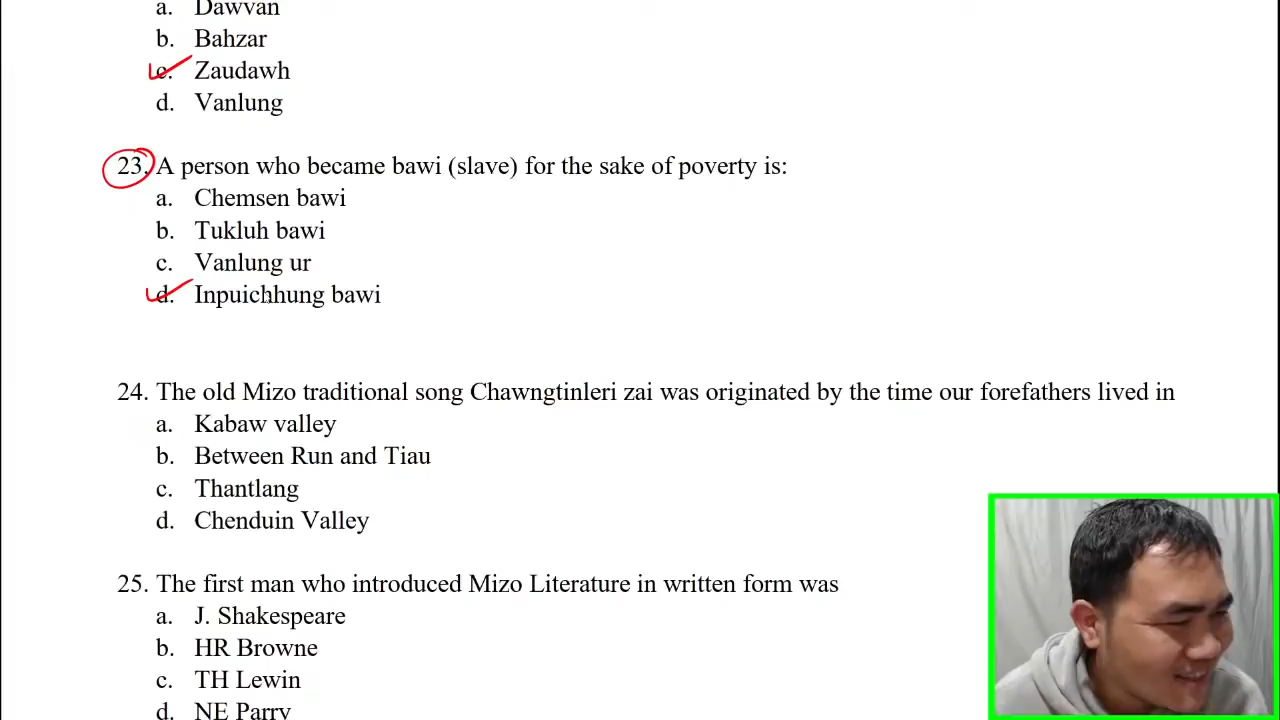 a. Dawvan
b. Bahzar
c. Zaudawh
d. Vanlung
23. A person who became bawi (slave) for the sake of poverty is:
a. Chemsen bawi
b. Tukluh bawi
c. Vanlung ur
d. Inpuichhung bawi
24. The old Mizo traditional song Chawngtinleri zai was originated by the time our forefathers lived in
a. Kabaw valley
b. Between Run and Tiau
c. Thantlang
d. Chenduin Valley
25. The first man who introduced Mizo Literature in written form was
a. J. Shakespeare
b. HR Browne
c. TH Lewin
d. NE Parry